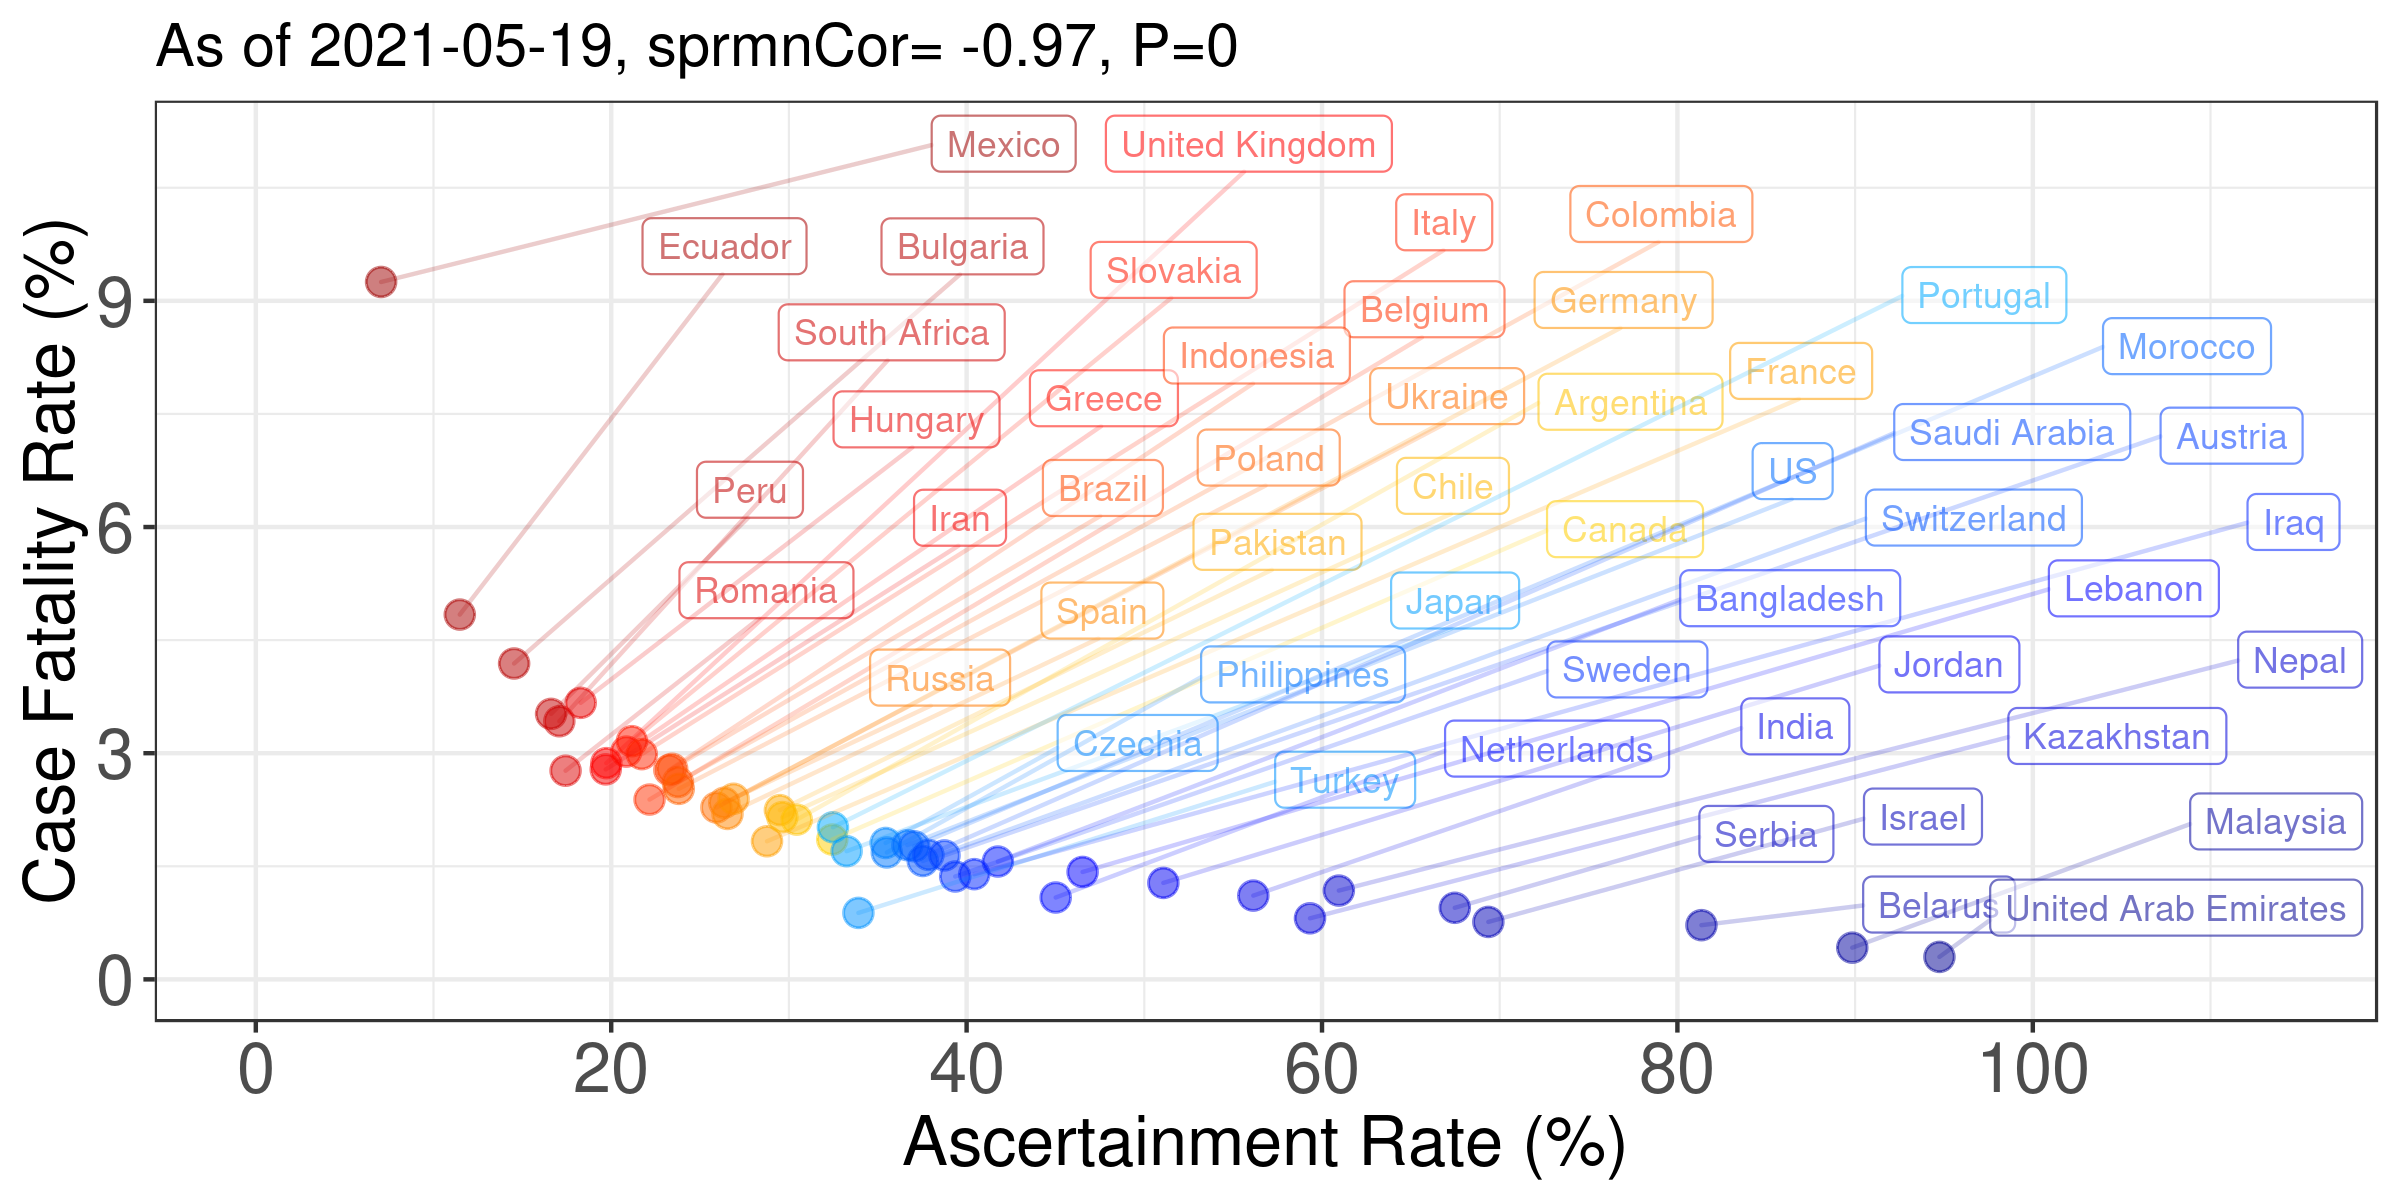 As of 2021-05-19, sprmnCor= -0.97, P=0
Mexico
United Kingdom
Ecuador
Bulgaria
Italy
Colombia
Slovakia
South Africa
Belgium
Germany
Portugal
Indonesia
Morocco
Hungary
Greece
Ukraine
Argentina
France
Saudi Arabia
Austria
Peru
Iran
Brazil
Poland
Chile
US
Switzerland
Iraq
Pakistan
Canada
Romania
Spain
Japan
Bangladesh
Lebanon
Russia
Philippines
Sweden
Jordan
Nepal
Czechia
Turkey
Netherlands
India
Kazakhstan
Serbia
Israel
Malaysia
Belarus
United Arab Emirates
9
6
3
0
Case Fatality Rate (%)
0 20 40 60 80 100
Ascertainment Rate (%)